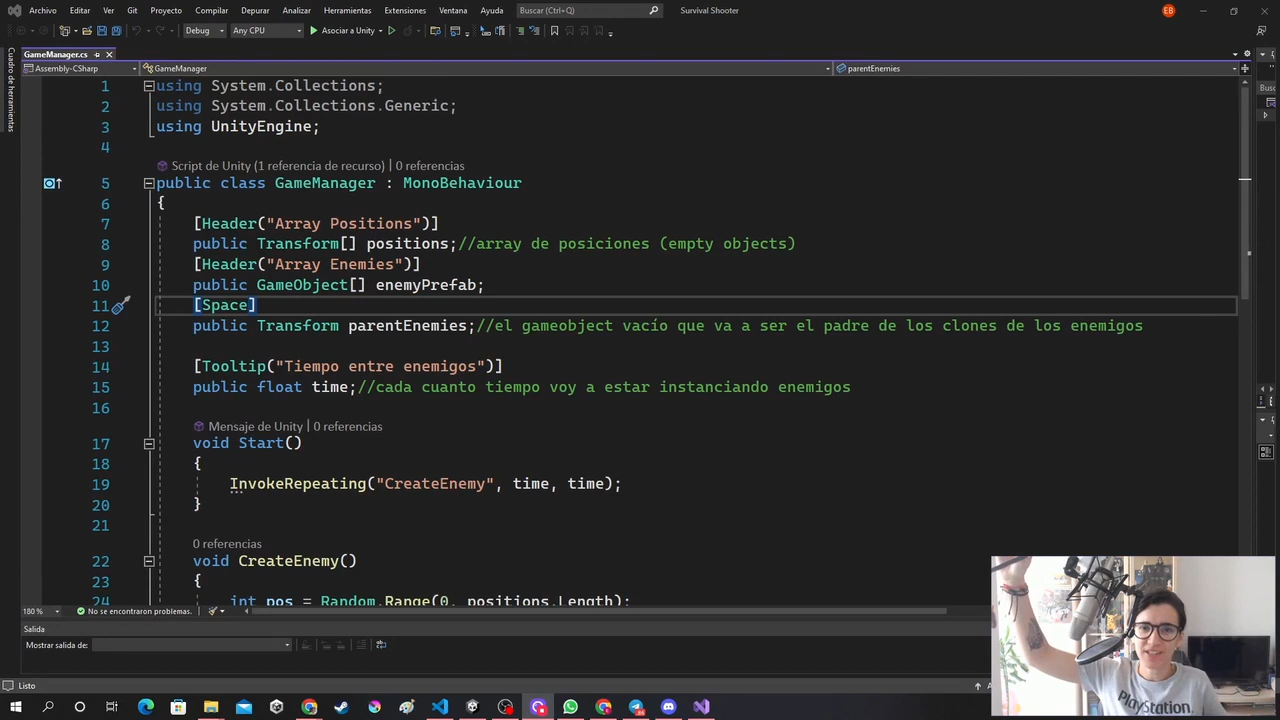 Archivo Editar Ver Git Proyecto Compilar Depurar Analizar Herramientas Extensiones Ventana Ayuda Buscar (Ctrl+Q) Survival Shooter EB
Debug Any CPU Asociar a Unity
GameManager.cs
Assembly-CSharp GameManager parentEnemies
Cuadro de herramientas
Busc
1 using System.Collections;
2 using System.Collections.Generic;
3 using UnityEngine;
4
Script de Unity (1 referencia de recurso) | 0 referencias
5 public class GameManager : MonoBehaviour
6 {
7 [Header("Array Positions")]
8 public Transform[] positions;//array de posiciones (empty objects)
9 [Header("Array Enemies")]
10 public GameObject[] enemyPrefab;
11 [Space]
12 public Transform parentEnemies;//el gameobject vacío que va a ser el padre de los clones de los enemigos
13
14 [Tooltip("Tiempo entre enemigos")]
15 public float time;//cada cuanto tiempo voy a estar instanciando enemigos
16
Mensaje de Unity | 0 referencias
17 void Start()
18 {
19 InvokeRepeating("CreateEnemy", time, time);
20 }
21
0 referencias
22 void CreateEnemy()
23 {
24 int pos = Random.Range(0, positions.Length);
180 % No se encontraron problemas.
Salida
Mostrar salida de:
Listo
PlayStation